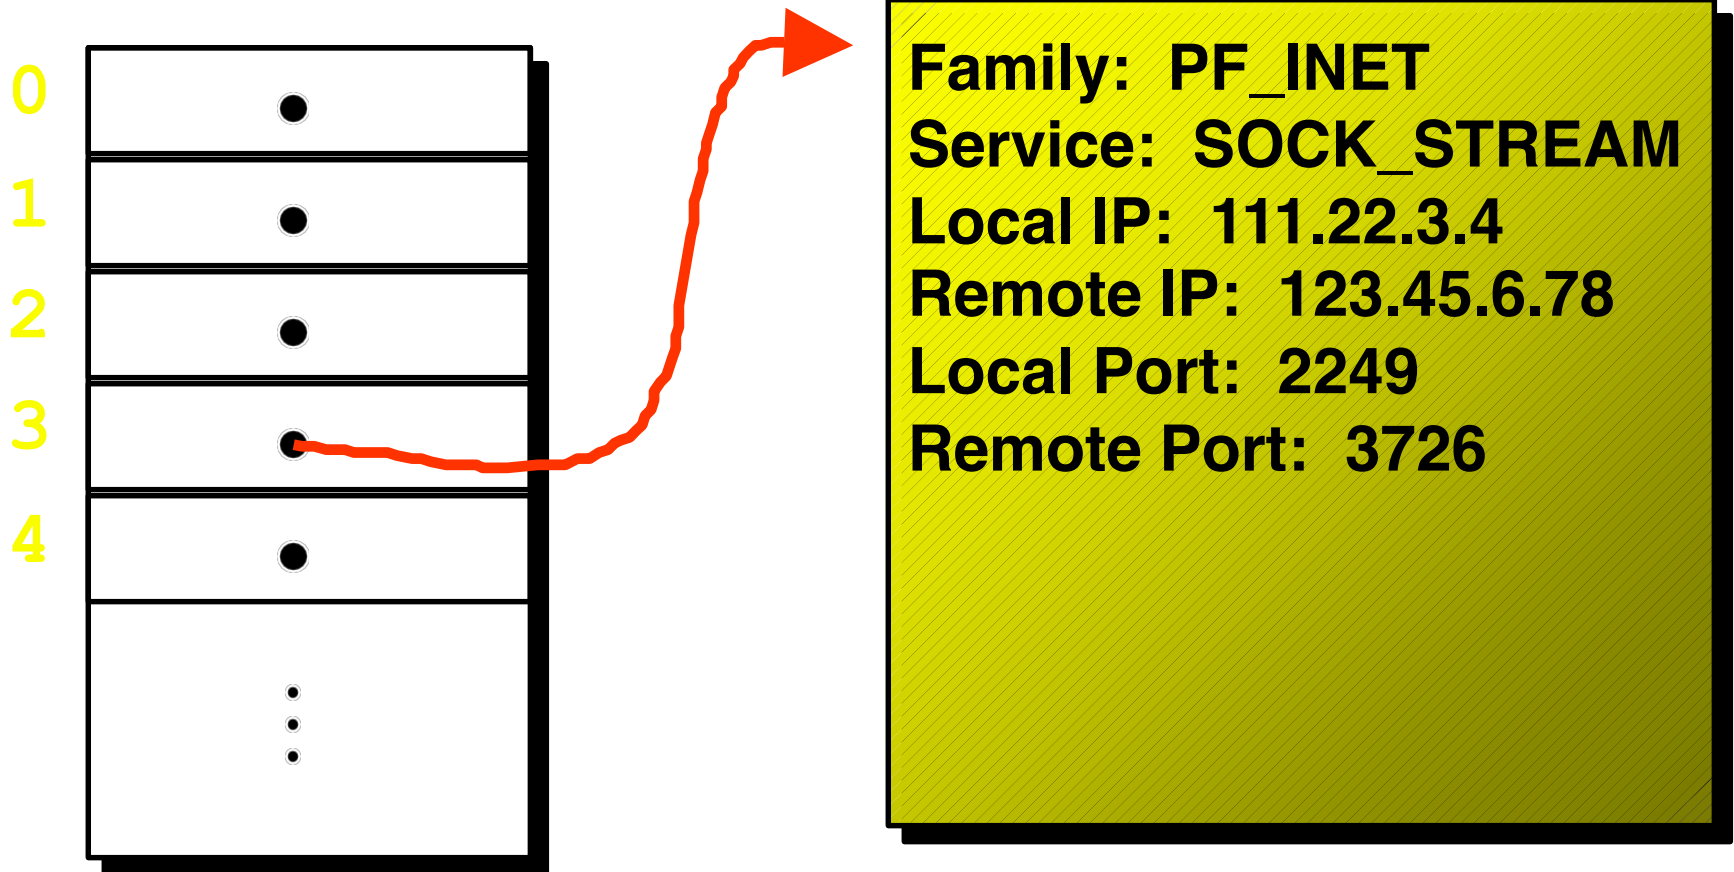 0
1
2
3
4
Family: PF_INET
Service: SOCK_STREAM
Local IP: 111.22.3.4
Remote IP: 123.45.6.78
Local Port: 2249
Remote Port: 3726